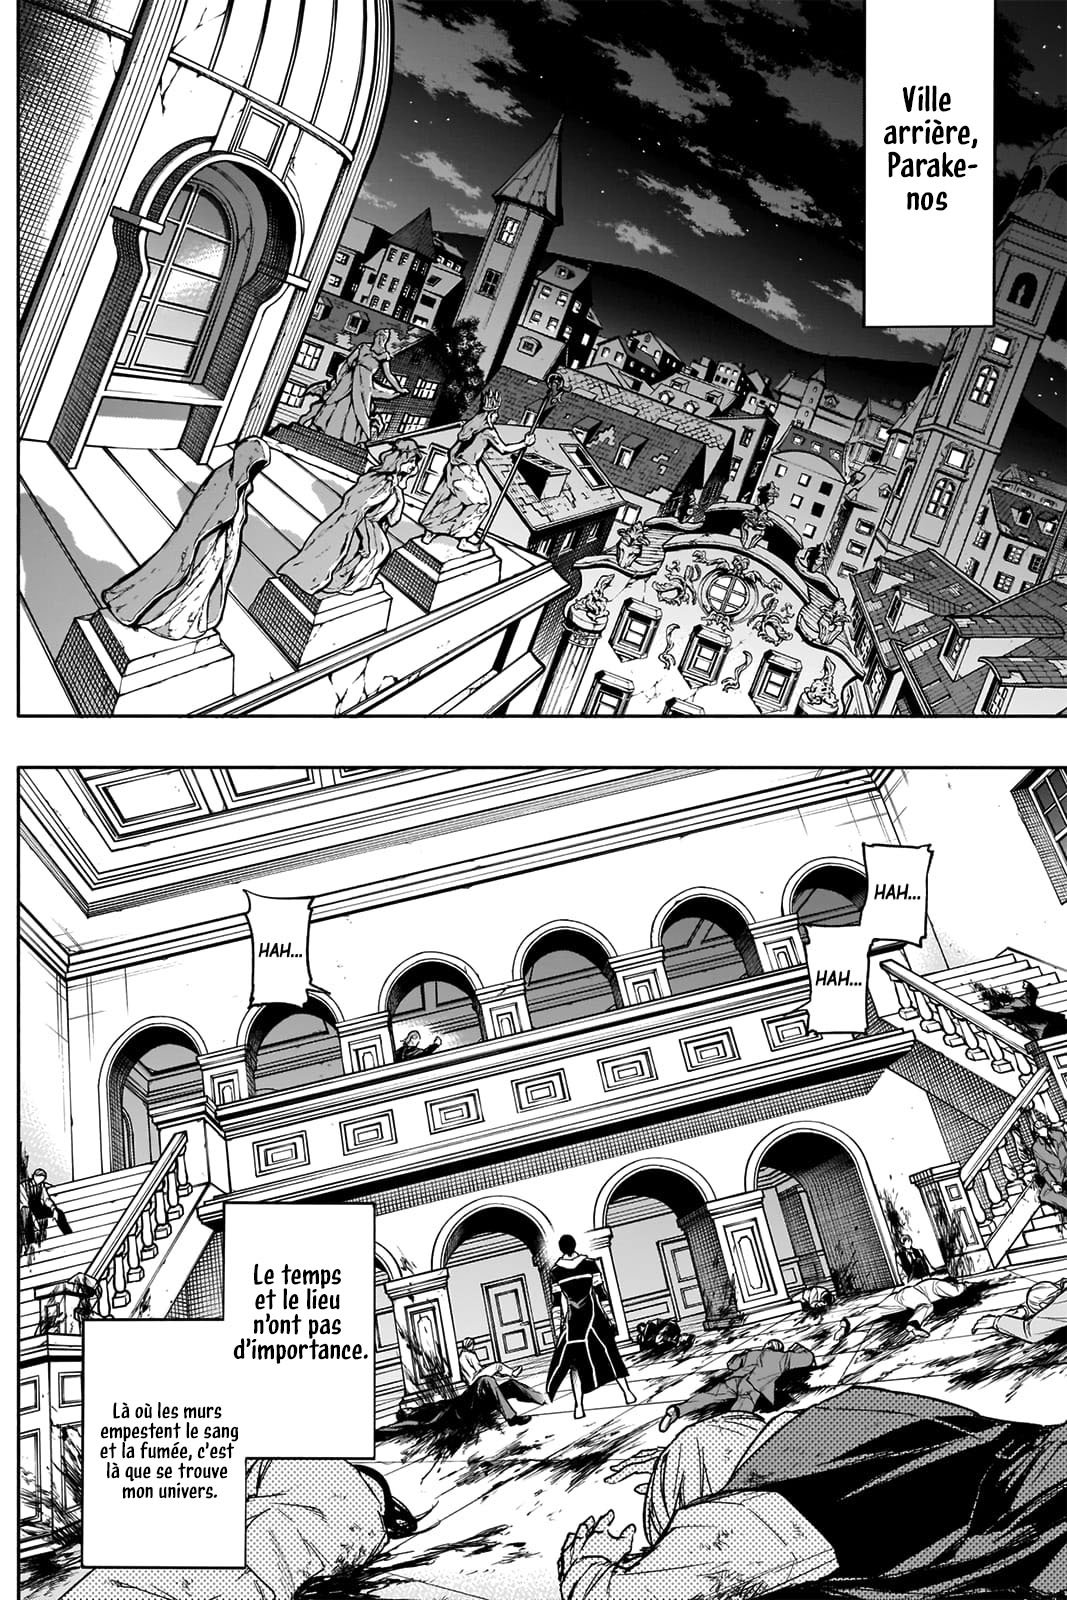 Ville
arrière,
Parake-
nos
HAH...
HAH...
HAH...
Le temps
et le lieu
n'ont pas
d'importance.
Là où les murs
empestent le sang
et la fumée, c'est
là que se trouve
mon univers.